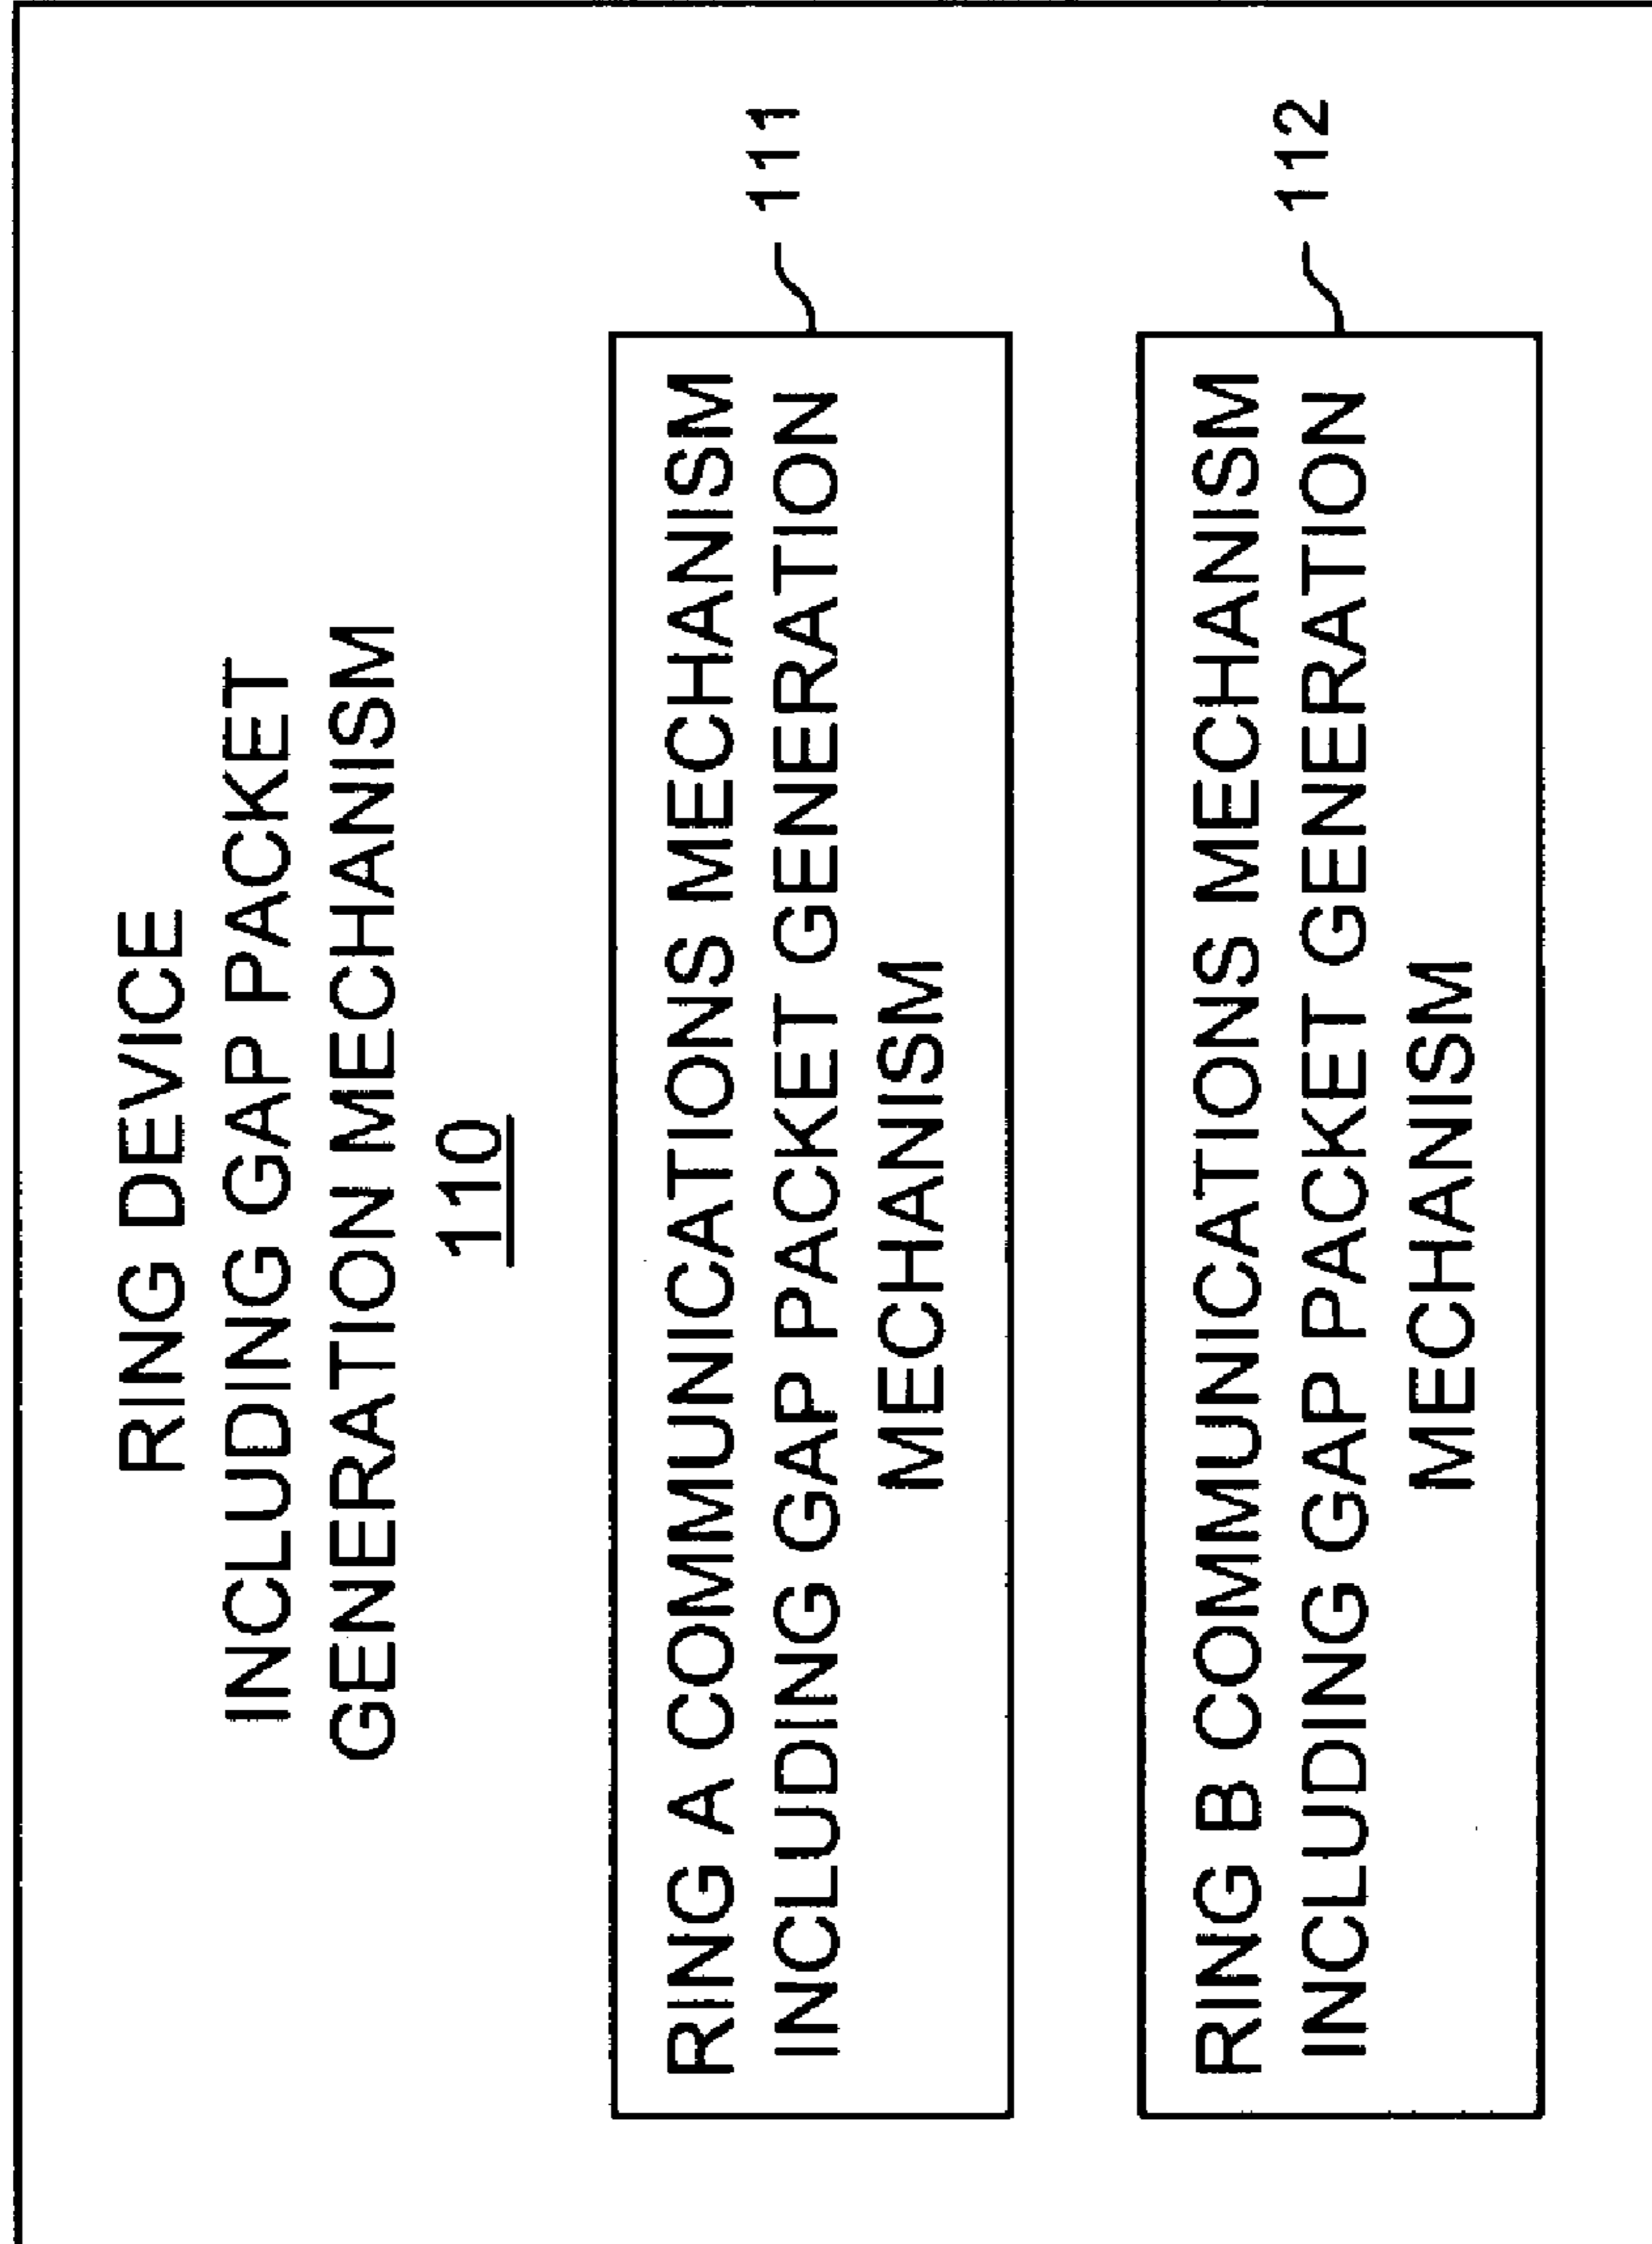 RING DEVICE
INCLUDING GAP PACKET
GENERATION MECHANISM
110
RING A COMMUNICATIONS MECHANISM
INCLUDING GAP PACKET GENERATION
MECHANISM
111
RING B COMMUNICATIONS MECHANISM
INCLUDING GAP PACKET GENERATION
MECHANISM
112